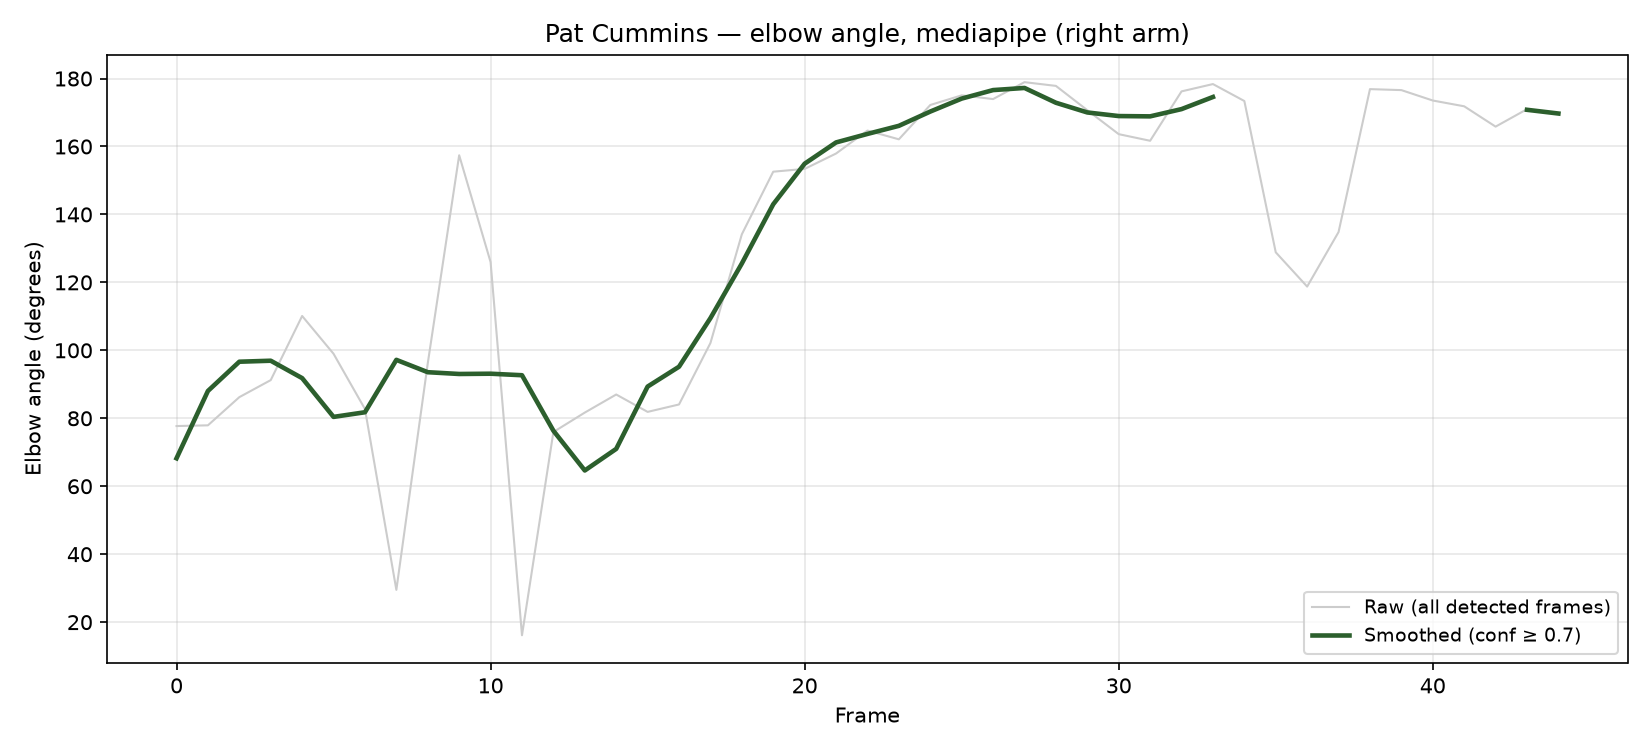 Pat Cummins — elbow angle, mediapipe (right arm)
Elbow angle (degrees)
180
160
140
120
100
80
60
40
20
0 10 20 30 40
Frame
Raw (all detected frames)
Smoothed (conf ≥ 0.7)